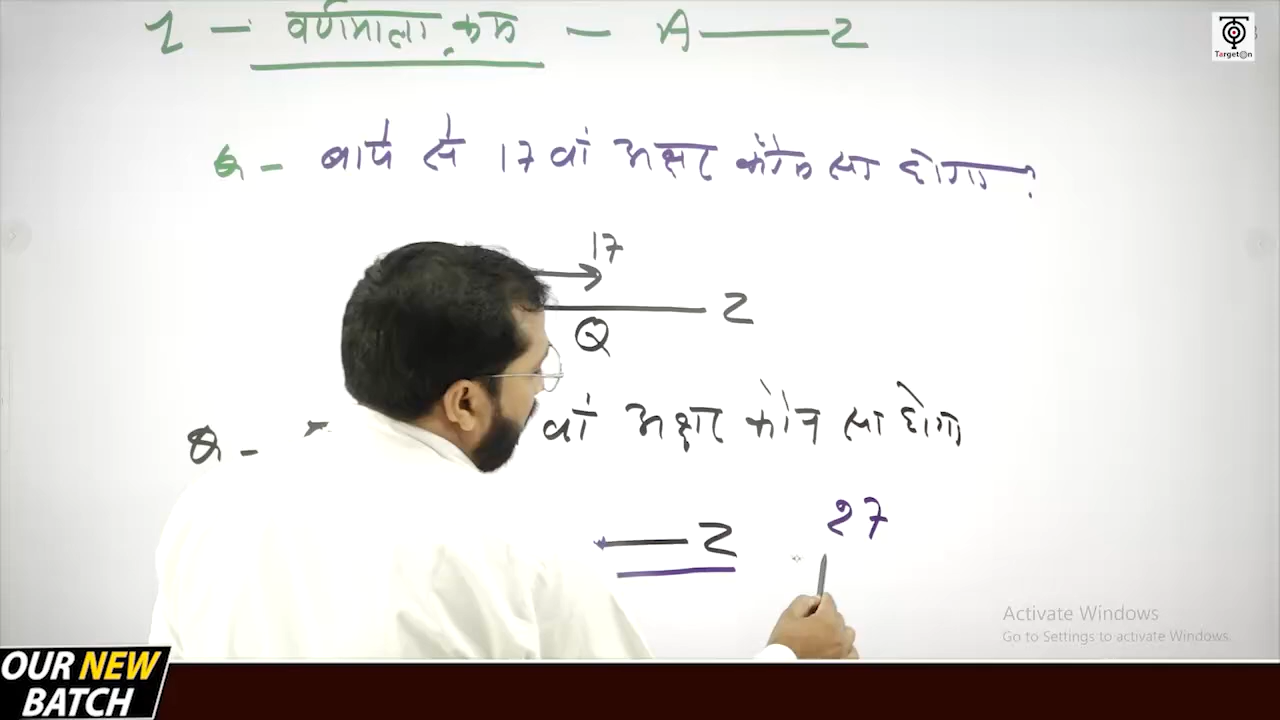 1 - वर्णमाला क्रम - A — Z
TargetOn
Q - बायें से 17 वां अक्षर कौन सा होगा ?
17
Z
Q
Q - वां अक्षर कौन सा होगा
27
Z
Activate Windows
Go to Settings to activate Windows.
OUR NEW
BATCH